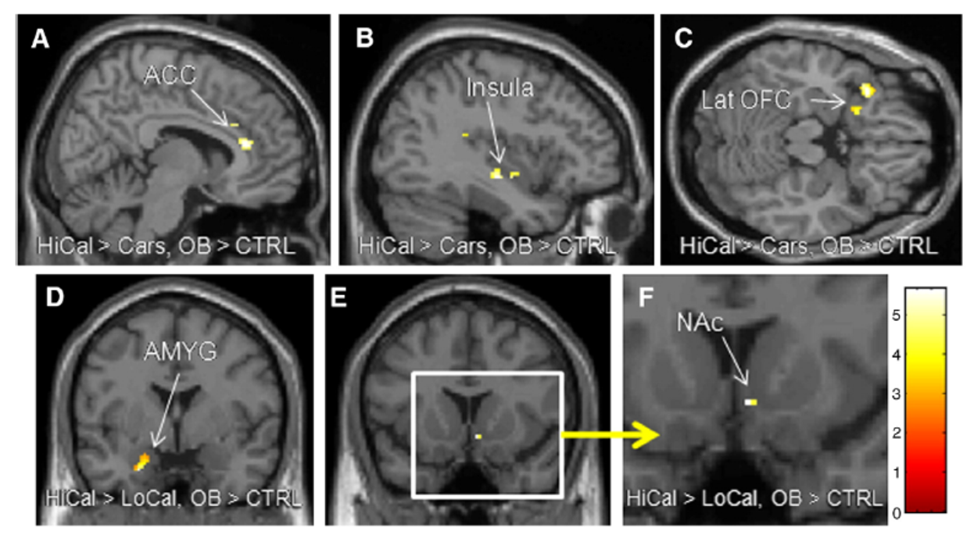 A
ACC
HiCal > Cars, OB > CTRL
B
Insula
HiCal > Cars, OB > CTRL
C
Lat OFC
HiCal > Cars, OB > CTRL
D
AMYG
HiCal > LoCal, OB > CTRL
E
F
NAc
HiCal > LoCal, OB > CTRL
5
4
3
2
1
0